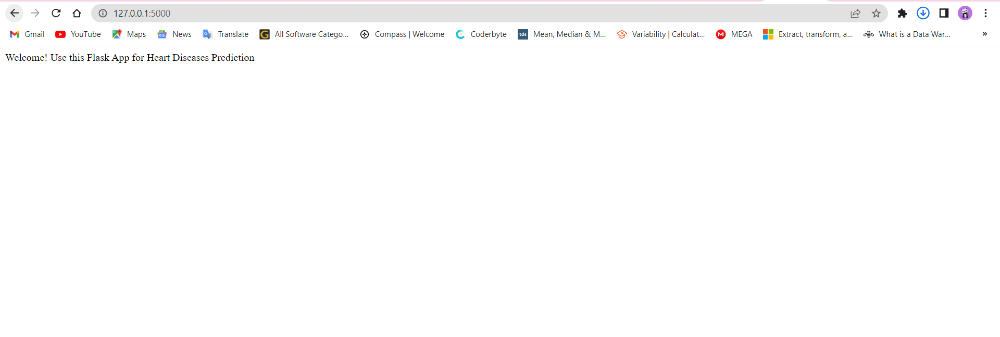 127.0.0.1:5000
Gmail YouTube Maps News Translate G All Software Catego... Compass | Welcome Coderbyte tds Mean, Median & M... Variability | Calculat... M MEGA Extract, transform, a... What is a Data War... »
Welcome! Use this Flask App for Heart Diseases Prediction